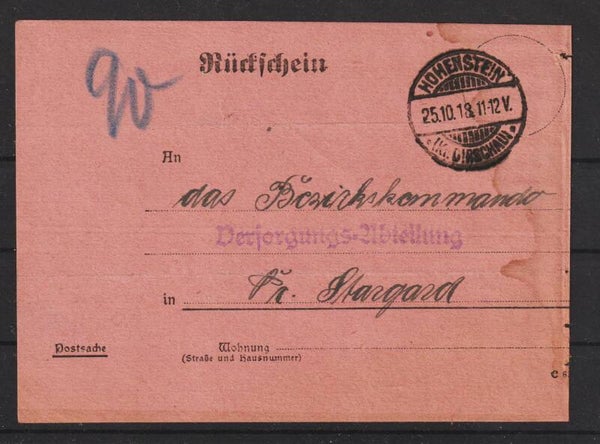 90
Rückschein
HOHENSTEIN
25.10.18.11-12 V.
(Kr. DIRSCHAU)
An
das Bezirkskommando
Versorgungs-Abteilung
in Pr. Stargard
Postsache
Wohnung
(Straße und Hausnummer)
C